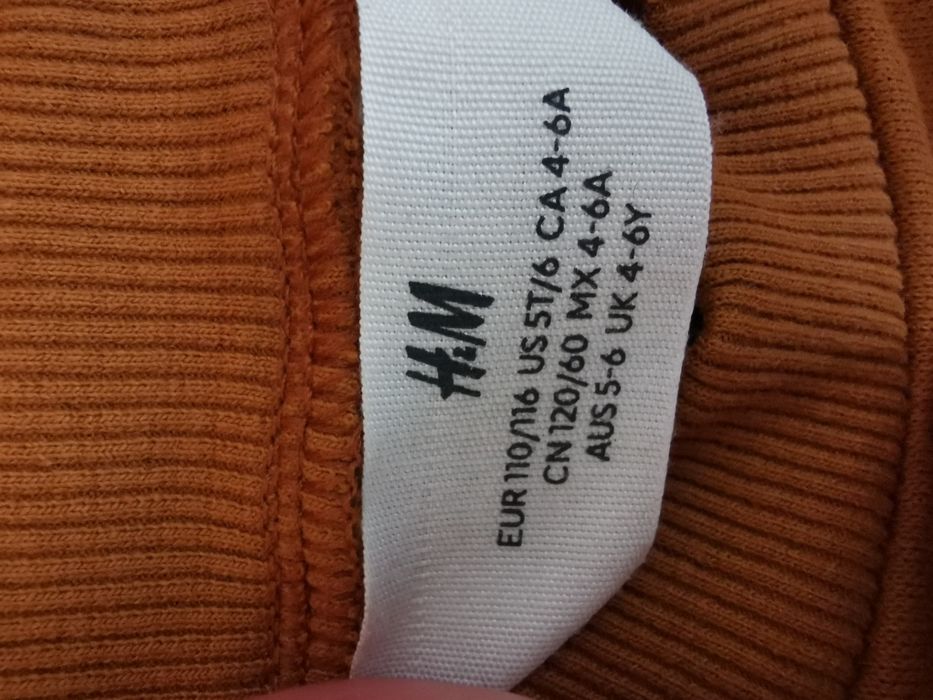 H&M
EUR 110/116 US 5T/6 CA 4-6A
CN 120/60 MX 4-6A
AUS 5-6 UK 4-6Y